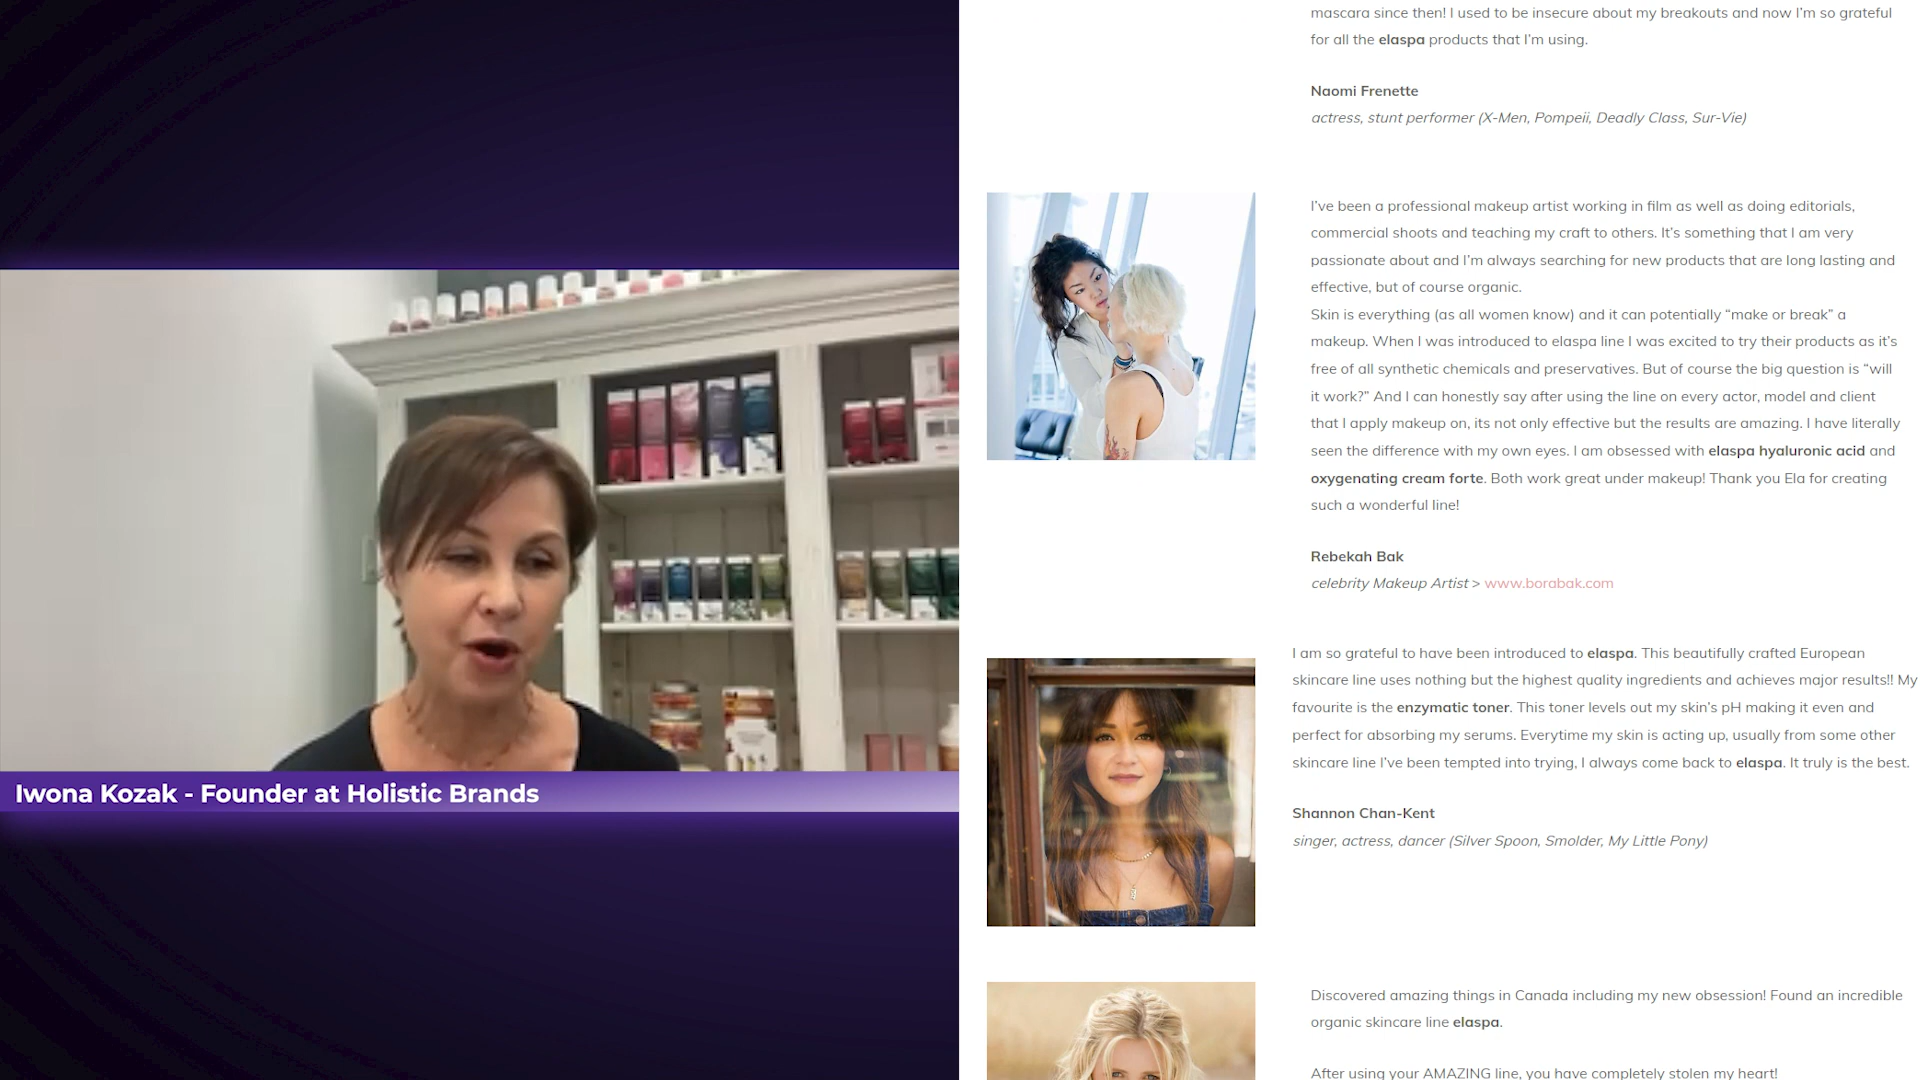 Iwona Kozak - Founder at Holistic Brands
mascara since then! I used to be insecure about my breakouts and now I'm so grateful
for all the elaspa products that I'm using.
Naomi Frenette
actress, stunt performer (X-Men, Pompeii, Deadly Class, Sur-Vie)
I've been a professional makeup artist working in film as well as doing editorials,
commercial shoots and teaching my craft to others. It's something that I am very
passionate about and I'm always searching for new products that are long lasting and
effective, but of course organic.
Skin is everything (as all women know) and it can potentially “make or break” a
makeup. When I was introduced to elaspa line I was excited to try their products as it's
free of all synthetic chemicals and preservatives. But of course the big question is “will
it work?” And I can honestly say after using the line on every actor, model and client
that I apply makeup on, its not only effective but the results are amazing. I have literally
seen the difference with my own eyes. I am obsessed with elaspa hyaluronic acid and
oxygenating cream forte. Both work great under makeup! Thank you Ela for creating
such a wonderful line!
Rebekah Bak
celebrity Makeup Artist > www.borabak.com
I am so grateful to have been introduced to elaspa. This beautifully crafted European
skincare line uses nothing but the highest quality ingredients and achieves major results!! My
favourite is the enzymatic toner. This toner levels out my skin's pH making it even and
perfect for absorbing my serums. Everytime my skin is acting up, usually from some other
skincare line I've been tempted into trying, I always come back to elaspa. It truly is the best.
Shannon Chan-Kent
singer, actress, dancer (Silver Spoon, Smolder, My Little Pony)
Discovered amazing things in Canada including my new obsession! Found an incredible
organic skincare line elaspa.
After using your AMAZING line, you have completely stolen my heart!